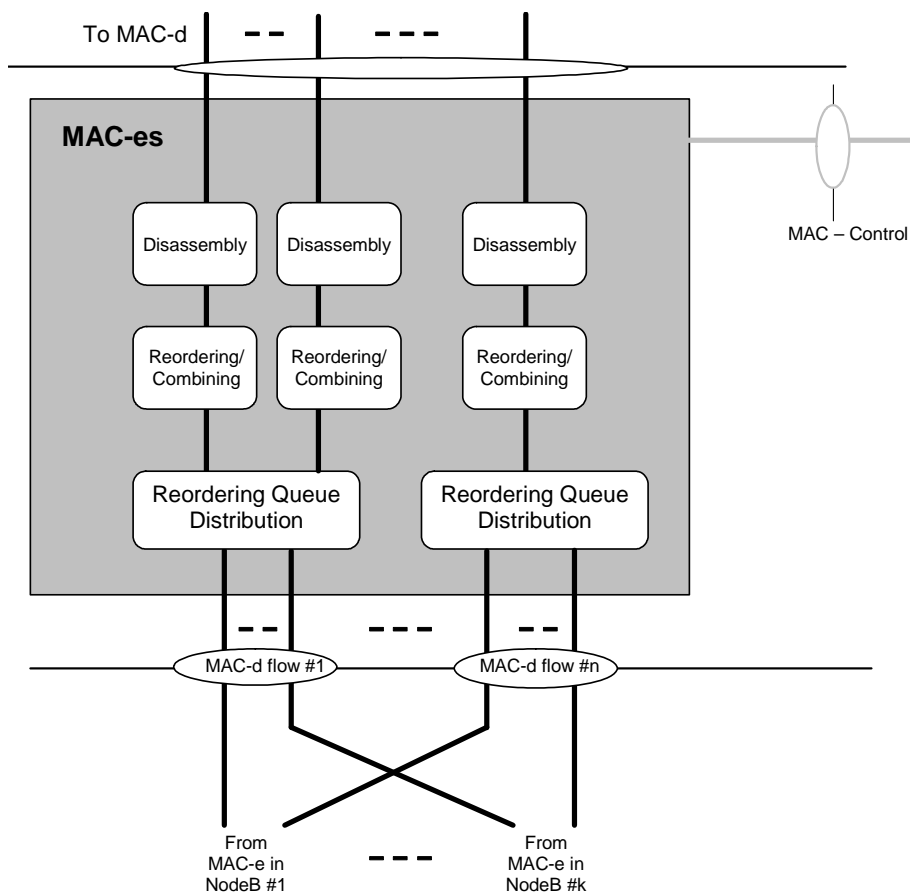 To MAC-d
MAC-es
MAC – Control
Disassembly
Disassembly
Disassembly
Reordering/
Combining
Reordering/
Combining
Reordering/
Combining
Reordering Queue
Distribution
Reordering Queue
Distribution
MAC-d flow #1
MAC-d flow #n
From
MAC-e in
NodeB #1
From
MAC-e in
NodeB #k